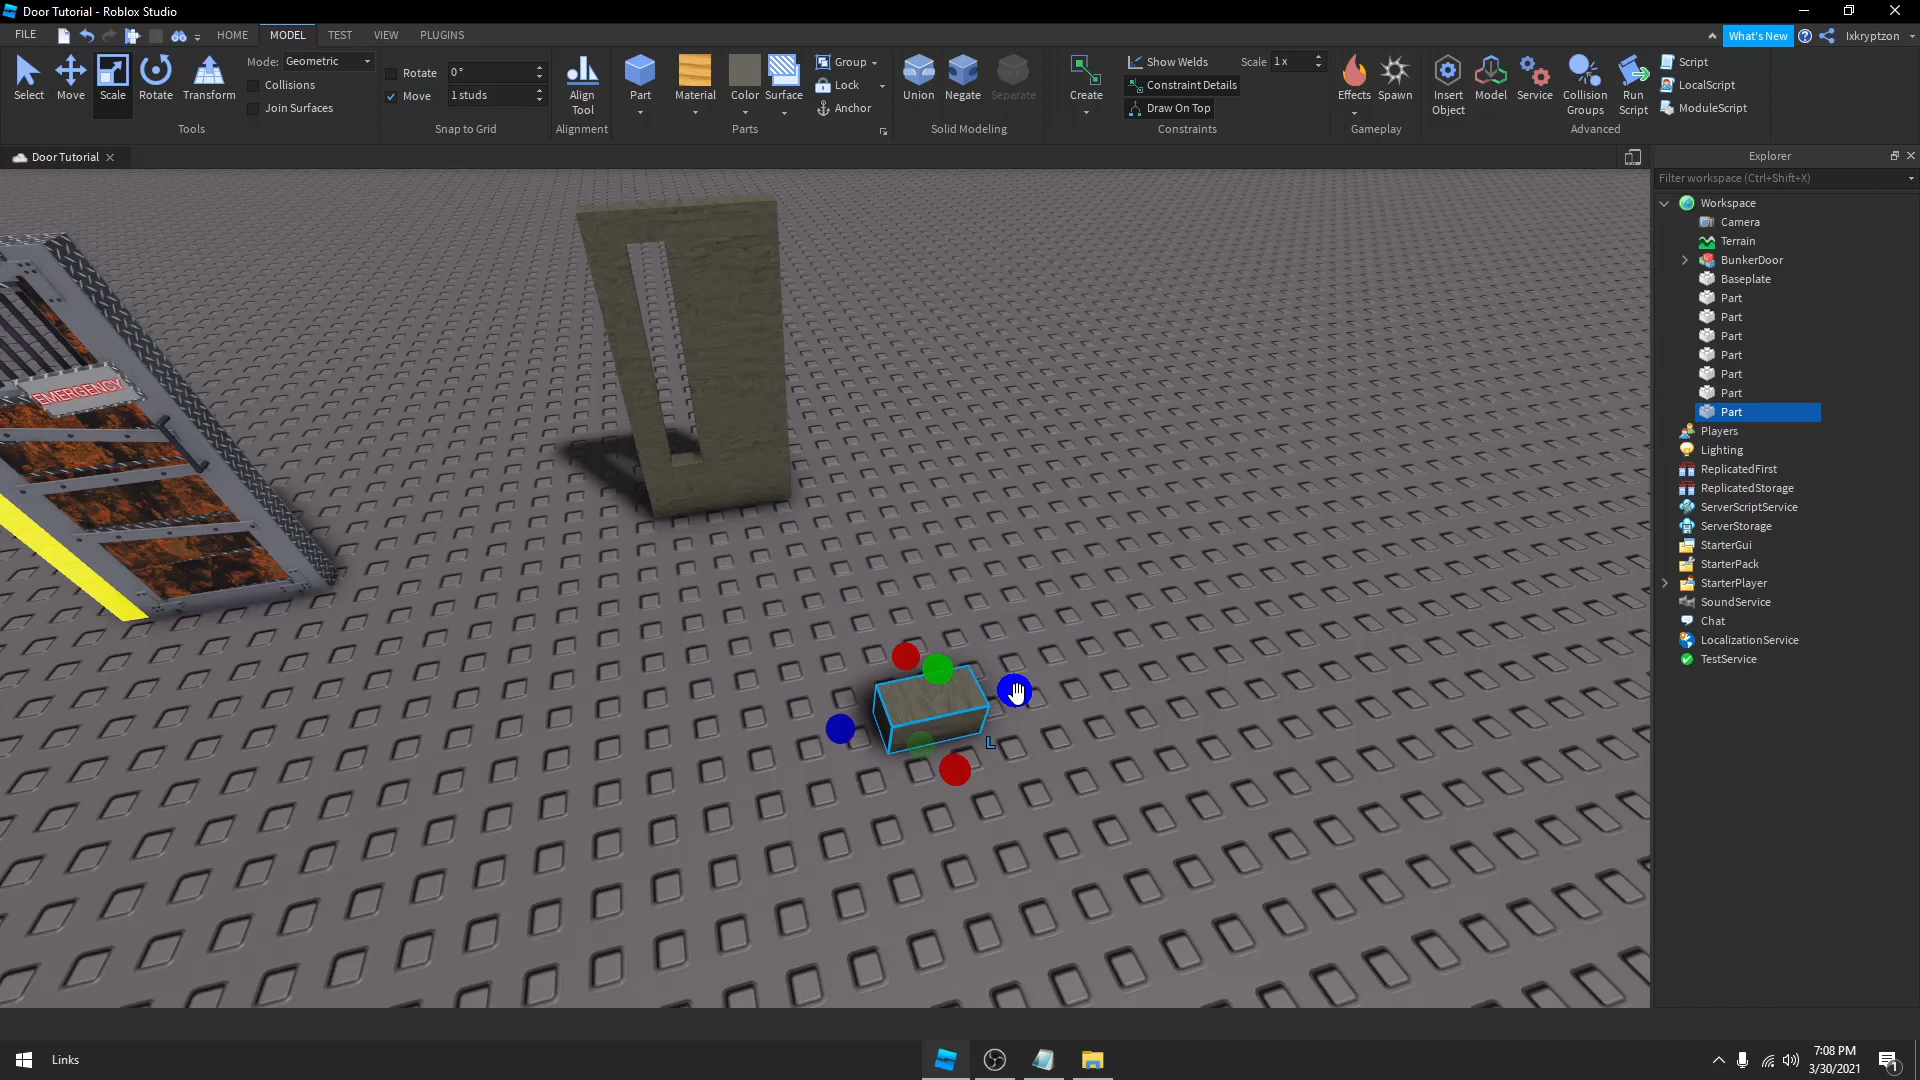 Door Tutorial - Roblox Studio
FILE HOME MODEL TEST VIEW PLUGINS What's New Ixkryptzon
Select Move Scale Rotate Transform
Mode: Geometric
Collisions
Join Surfaces
Tools
Rotate 0°
Move 1 studs
Snap to Grid
Align Tool
Alignment
Part Material Color Surface
Group
Lock
Anchor
Parts
Union Negate Separate
Solid Modeling
Create
Show Welds Scale 1 x
Constraint Details
Draw On Top
Constraints
Effects Spawn
Gameplay
Insert Object Model Service Collision Groups Run Script
Script
LocalScript
ModuleScript
Advanced
Door Tutorial
Explorer
Filter workspace (Ctrl+Shift+X)
Workspace
Camera
Terrain
BunkerDoor
Baseplate
Part
Part
Part
Part
Part
Part
Part
Players
Lighting
ReplicatedFirst
ReplicatedStorage
ServerScriptService
ServerStorage
StarterGui
StarterPack
StarterPlayer
SoundService
Chat
LocalizationService
TestService
EMERGENCY
L
Links
7:08 PM
3/30/2021
1